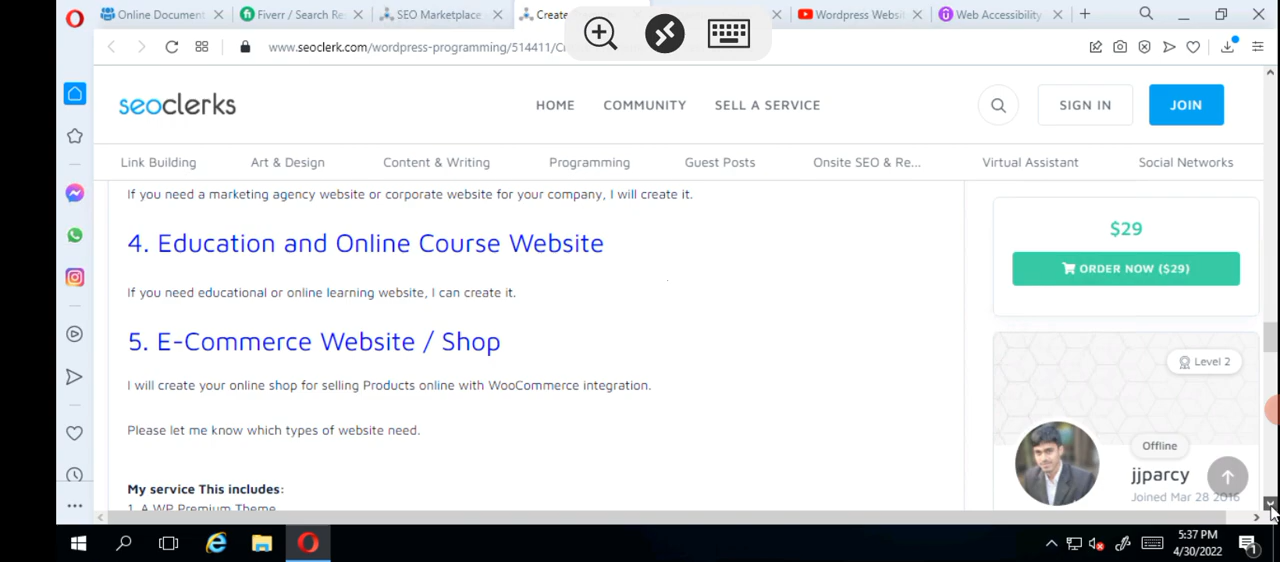 Online Document
Fiverr / Search Re
SEO Marketplace
Create
Wordpress Websi
Web Accessibility
www.seoclerk.com/wordpress-programming/514411/C
seoclerks
HOME
COMMUNITY
SELL A SERVICE
SIGN IN
JOIN
Link Building
Art & Design
Content & Writing
Programming
Guest Posts
Onsite SEO & Re...
Virtual Assistant
Social Networks
If you need a marketing agency website or corporate website for your company, I will create it.
4. Education and Online Course Website
If you need educational or online learning website, I can create it.
5. E-Commerce Website / Shop
I will create your online shop for selling Products online with WooCommerce integration.
Please let me know which types of website need.
My service This includes:
1. A WP Premium Theme
$29
ORDER NOW ($29)
Level 2
Offline
jjparcy
Joined Mar 28 2016
5:37 PM
4/30/2022
1